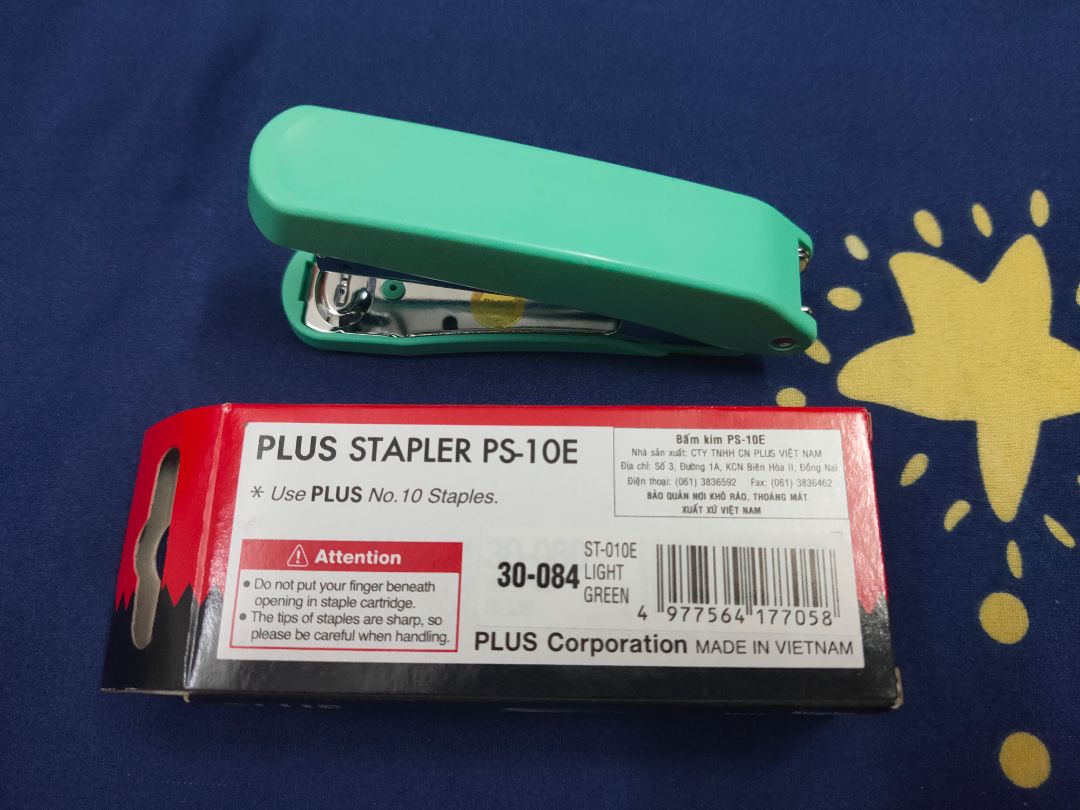 PLUS STAPLER PS-10E
* Use PLUS No.10 Staples.
Bấm kim PS-10E
Nhà sản xuất: CTY TNHH CN PLUS VIỆT NAM
Địa chỉ: Số 3, Đường 1A, KCN Biên Hòa II, Đồng Nai
Điện thoại: (061) 3836592 Fax: (061) 3836462
BẢO QUẢN NƠI KHÔ RÁO, THOÁNG MÁT
XUẤT XỨ VIỆT NAM
Attention
• Do not put your finger beneath
opening in staple cartridge.
• The tips of staples are sharp, so
please be careful when handling.
30-084
ST-010E
LIGHT
GREEN
4 977564 177058
PLUS Corporation MADE IN VIETNAM